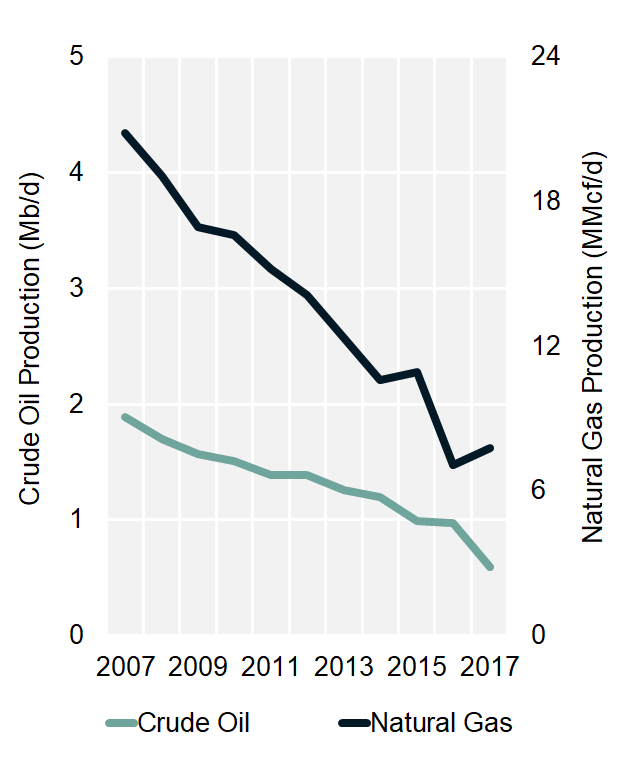 Crude Oil Production (Mb/d)
5
4
3
2
1
0
24
18
12
6
0
Natural Gas Production (MMcf/d)
2007 2009 2011 2013 2015 2017
Crude Oil Natural Gas